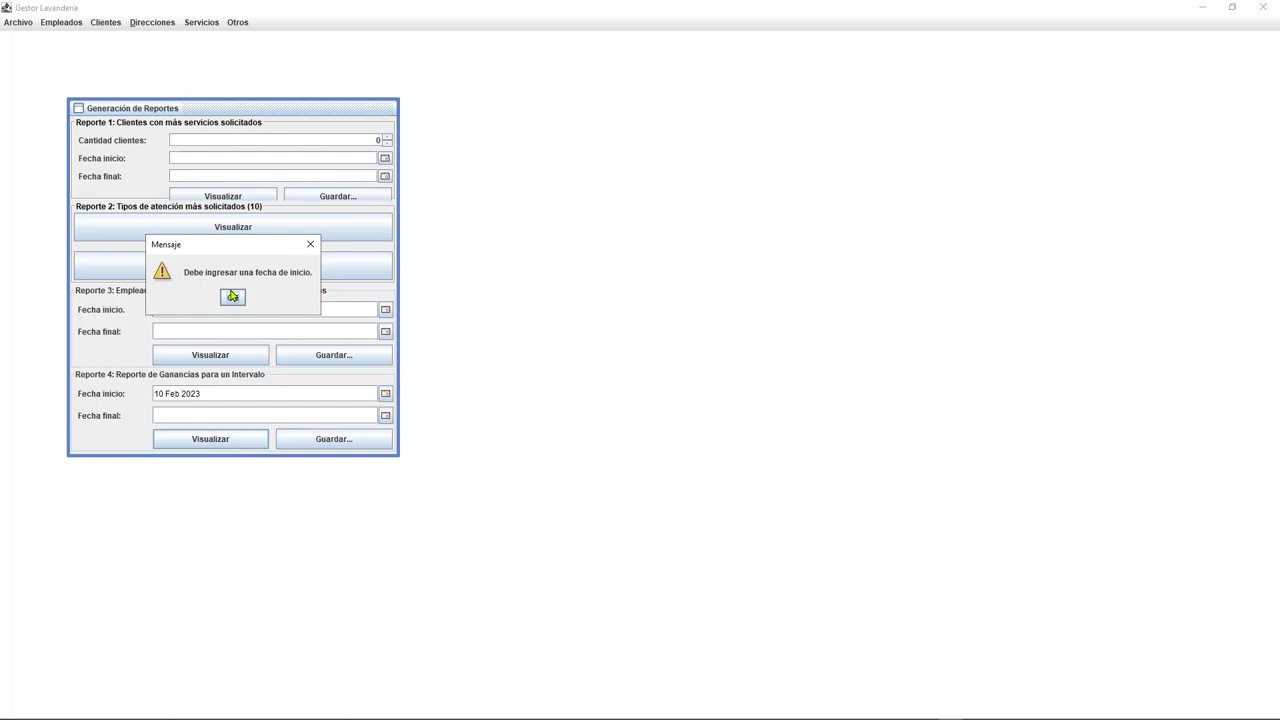 Gestor Lavandería
Archivo Empleados Clientes Direcciones Servicios Otros
Generación de Reportes
Reporte 1: Clientes con más servicios solicitados
Cantidad clientes: 0
Fecha inicio:
Fecha final:
Visualizar Guardar...
Reporte 2: Tipos de atención más solicitados (10)
Visualizar
Mensaje
Debe ingresar una fecha de inicio.
Reporte 3:
Fecha inicio.
Fecha final:
Visualizar Guardar...
Reporte 4: Reporte de Ganancias para un Intervalo
Fecha inicio: 10 Feb 2023
Fecha final:
Visualizar Guardar...